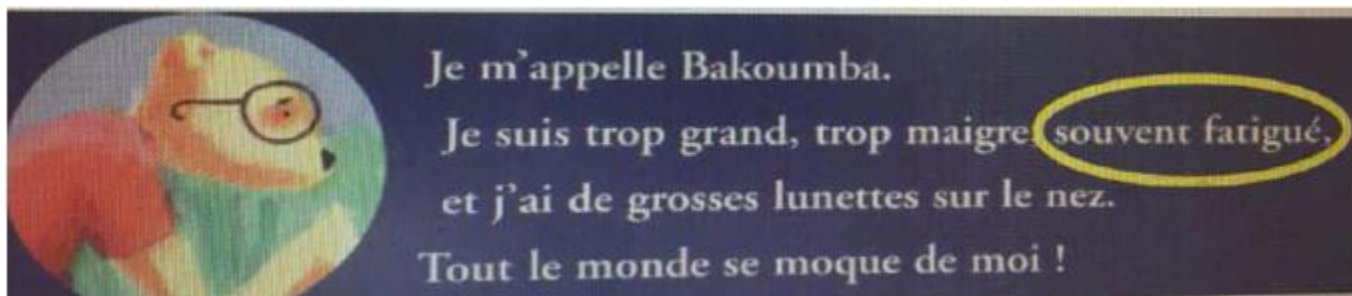 Je m'appelle Bakoumba.
Je suis trop grand, trop maigre, souvent fatigué,
et j'ai de grosses lunettes sur le nez.
Tout le monde se moque de moi !